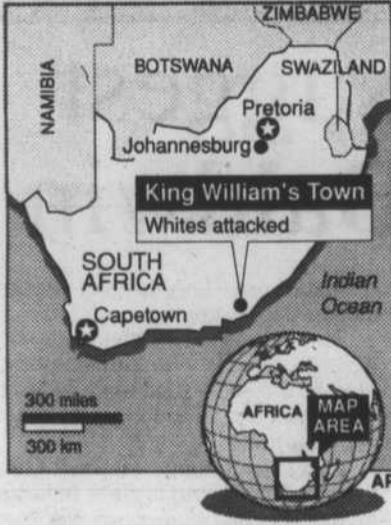 ZIMBABWE
BOTSWANA
SWAZILAND
NAMIBIA
Pretoria
Johannesburg
King William's Town
Whites attacked
SOUTH
AFRICA
Indian
Ocean
Capetown
300 miles
300 km
AFRICA
MAP
AREA
AP